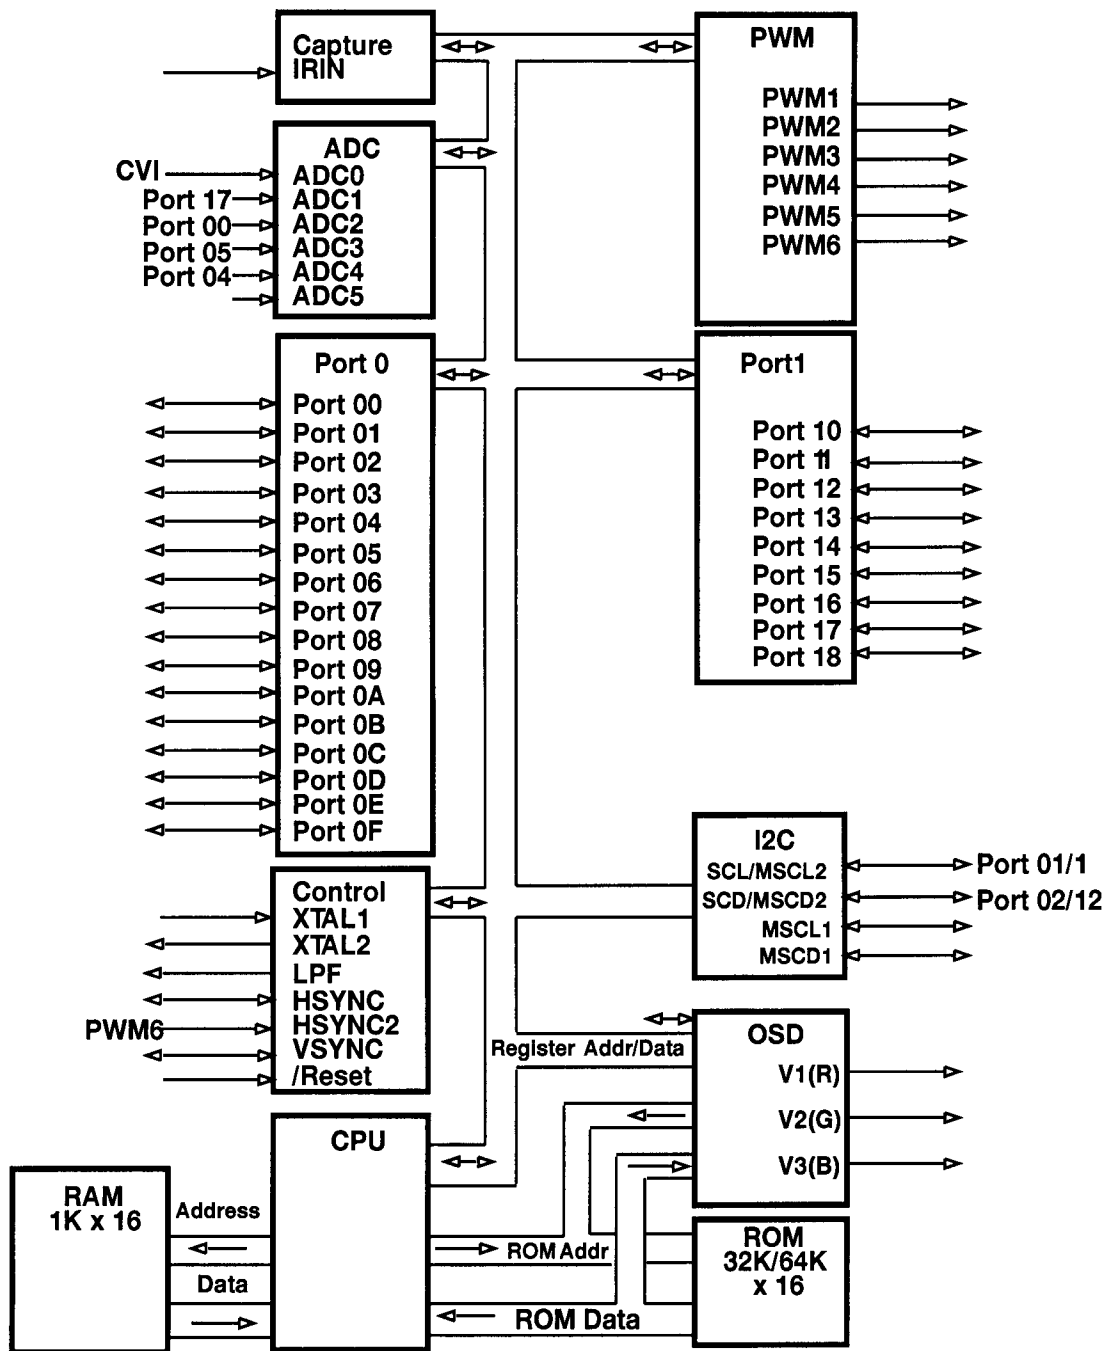 Capture
IRIN
PWM
PWM1
PWM2
PWM3
PWM4
PWM5
PWM6
ADC
CVI
ADC0
Port 17
ADC1
Port 00
ADC2
Port 05
ADC3
Port 04
ADC4
ADC5
Port 0
Port 00
Port 01
Port 02
Port 03
Port 04
Port 05
Port 06
Port 07
Port 08
Port 09
Port 0A
Port 0B
Port 0C
Port 0D
Port 0E
Port 0F
Port1
Port 10
Port 11
Port 12
Port 13
Port 14
Port 15
Port 16
Port 17
Port 18
I2C
SCL/MSCL2
Port 01/1
SCD/MSCD2
Port 02/12
MSCL1
MSCD1
Control
XTAL1
XTAL2
LPF
HSYNC
PWM6
HSYNC2
VSYNC
/Reset
Register Addr/Data
OSD
V1(R)
V2(G)
V3(B)
CPU
RAM
1K x 16
Address
Data
ROM Addr
ROM Data
ROM
32K/64K
x 16